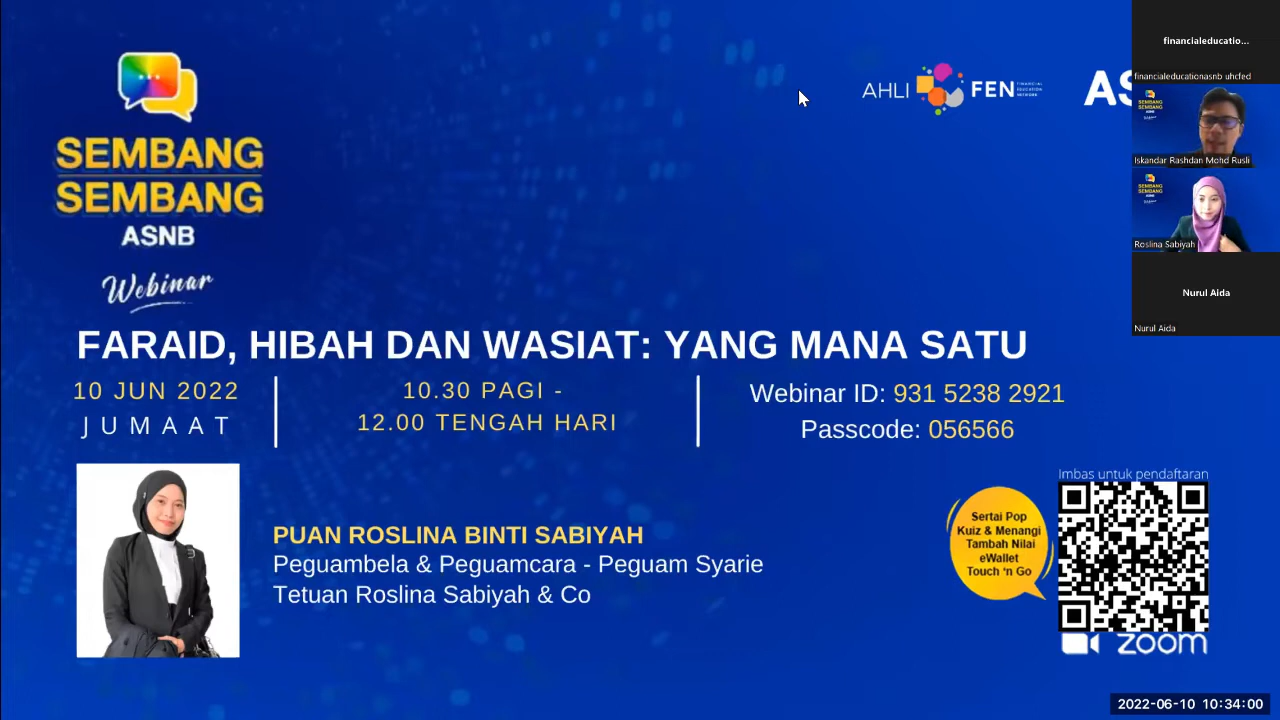 SEMBANG
SEMBANG
ASNB
Webinar
AHLI FEN
AS
FARAID, HIBAH DAN WASIAT: YANG MANA SATU
10 JUN 2022
JUMAAT
10.30 PAGI -
12.00 TENGAH HARI
Webinar ID: 931 5238 2921
Passcode: 056566
PUAN ROSLINA BINTI SABIYAH
Peguambela & Peguamcara - Peguam Syarie
Tetuan Roslina Sabiyah & Co
Sertai Pop
Kuiz & Menangi
Tambah Nilai
eWallet
Touch 'n Go
Imbas untuk pendaftaran
zoom
financialeducatio...
financialeducationasnb uhcfed
SEMBANG
SEMBANG
Iskandar Rashdan Mohd Rusli
SEMBANG
SEMBANG
Roslina Sabiyah
Nurul Aida
Nurul Aida
2022-06-10 10:34:00